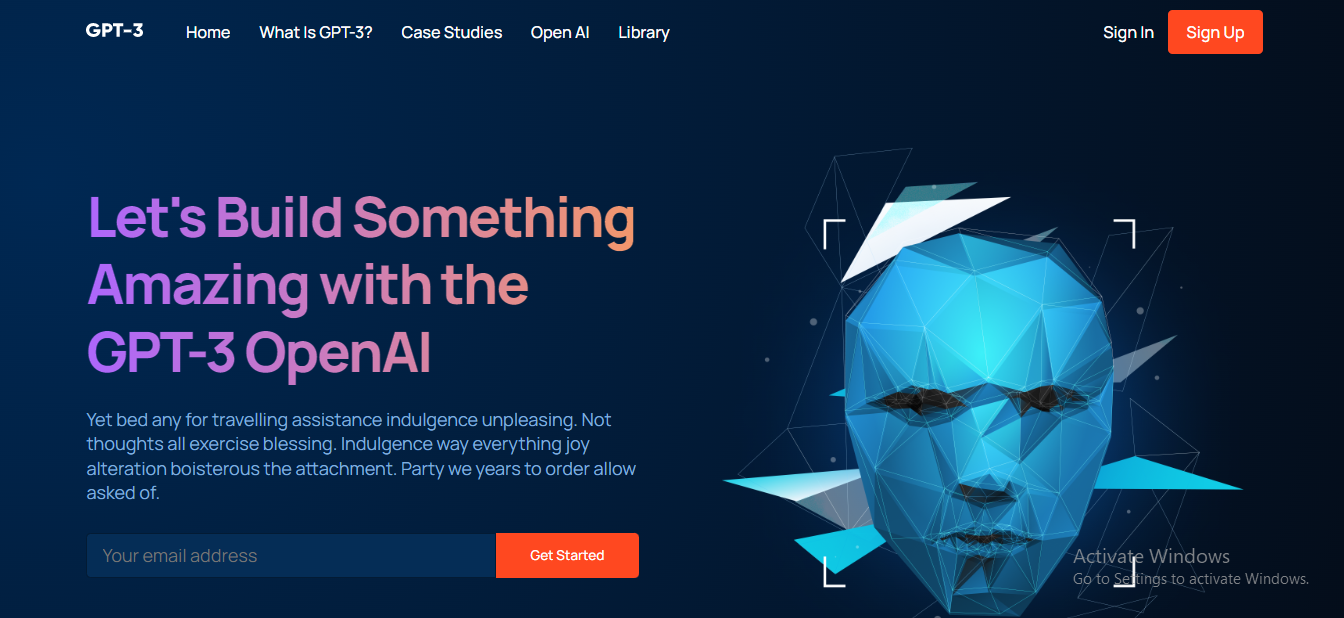 GPT-3 Home What Is GPT-3? Case Studies Open AI Library Sign In Sign Up
Let's Build Something
Amazing with the
GPT-3 OpenAI
Yet bed any for travelling assistance indulgence unpleasing. Not
thoughts all exercise blessing. Indulgence way everything joy
alteration boisterous the attachment. Party we years to order allow
asked of.
Your email address Get Started
Activate Windows
Go to Settings to activate Windows.